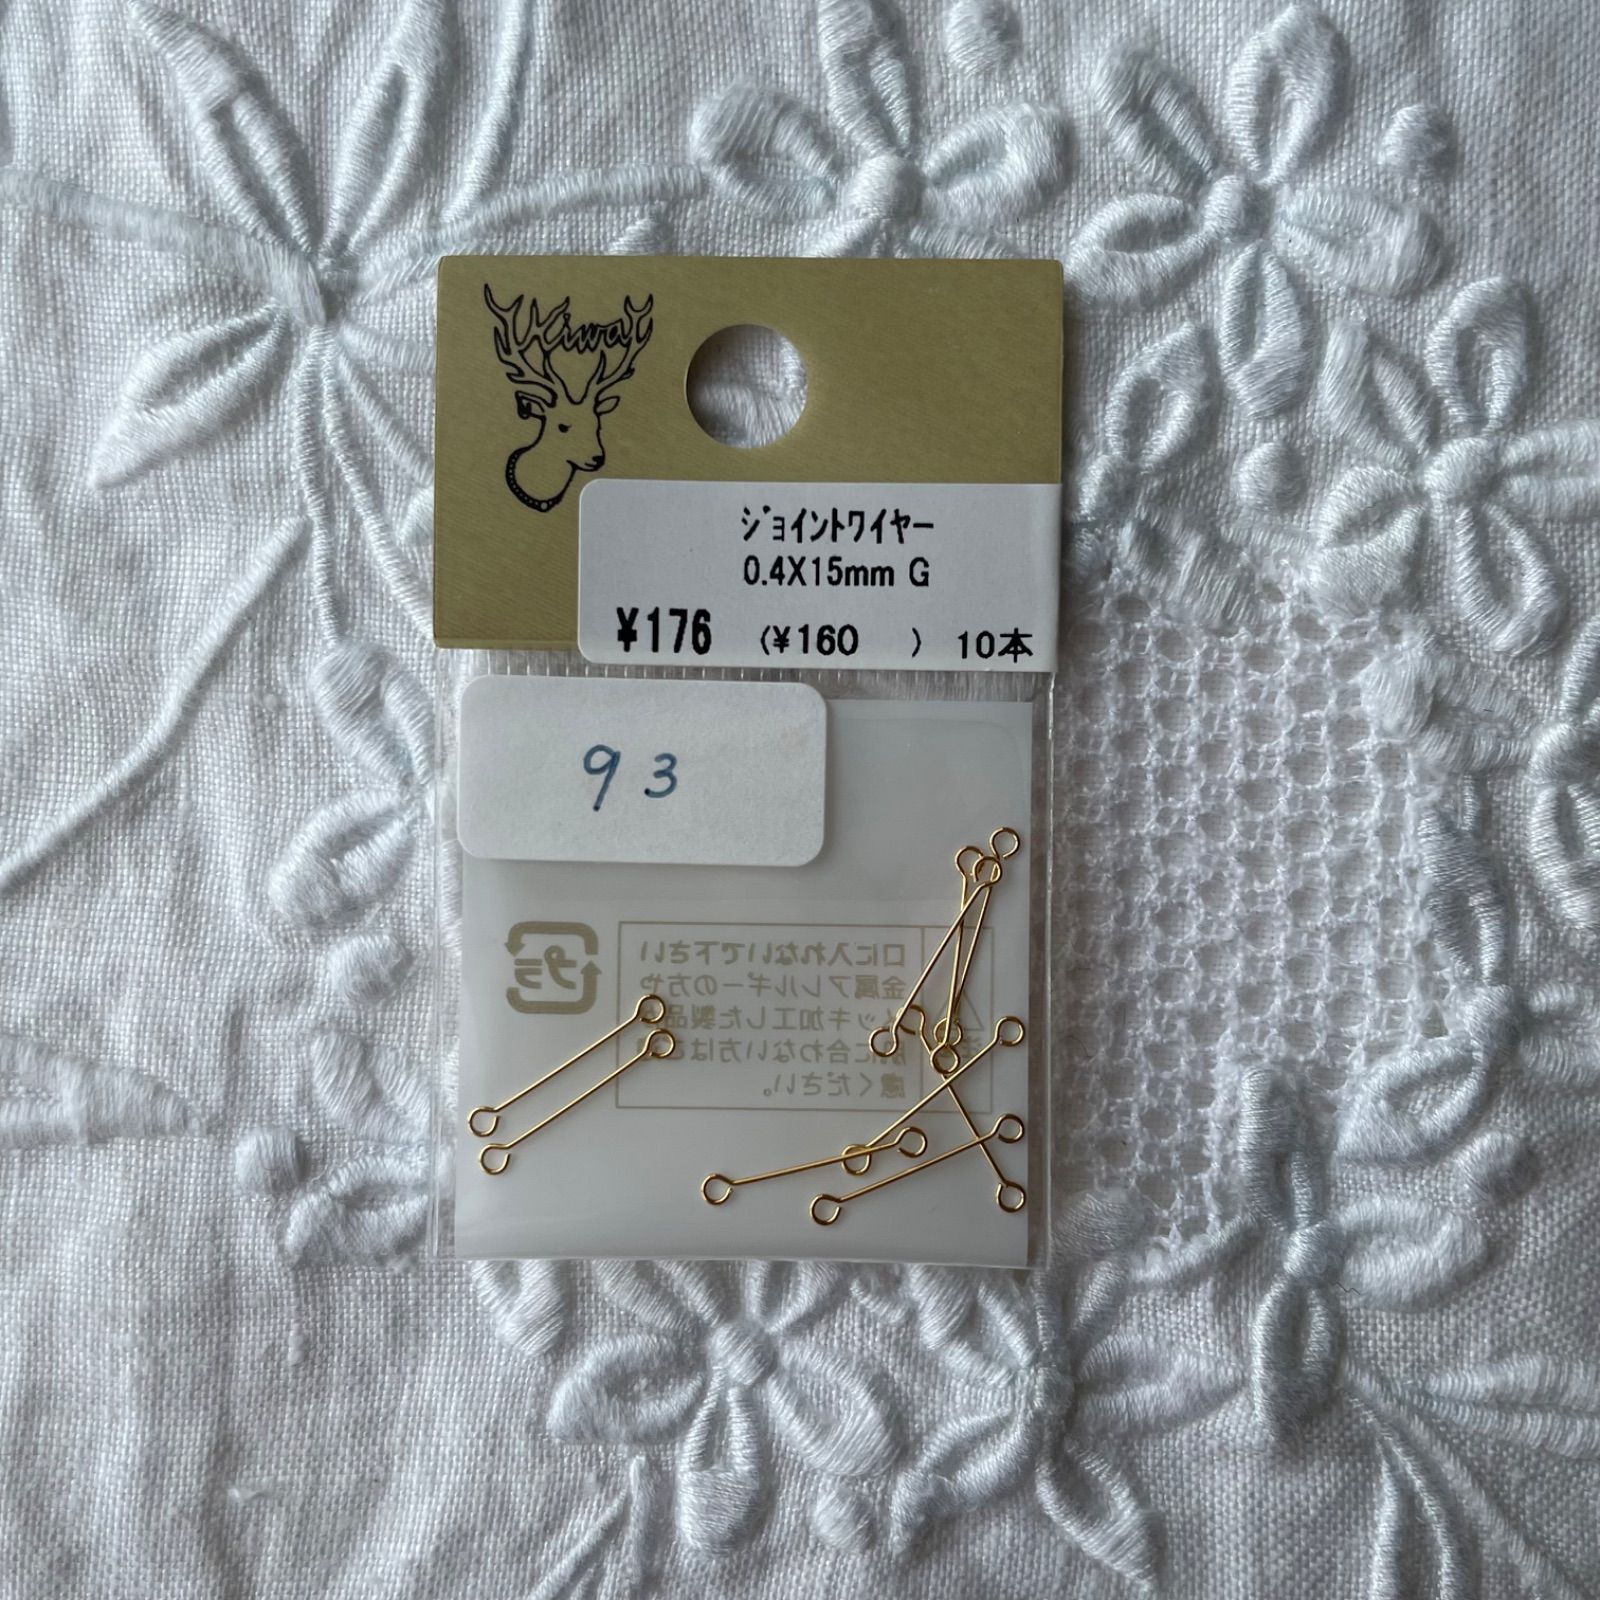 Kiwa
ｼﾞｮｲﾝﾄﾜｲﾔｰ
0.4X15mm G
¥176 (¥160 ) 10本
93
プラ
口に入れないで下さい
金属アレルギーの方や
メッキ加工した製品が
肌に合わない方はご
慮ください。